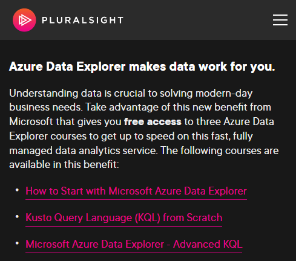 PLURALSIGHT
Azure Data Explorer makes data work for you.
Understanding data is crucial to solving modern-day
business needs. Take advantage of this new benefit from
Microsoft that gives you free access to three Azure Data
Explorer courses to get up to speed on this fast, fully
managed data analytics service. The following courses are
available in this benefit:
• How to Start with Microsoft Azure Data Explorer
• Kusto Query Language (KQL) from Scratch
• Microsoft Azure Data Explorer - Advanced KQL